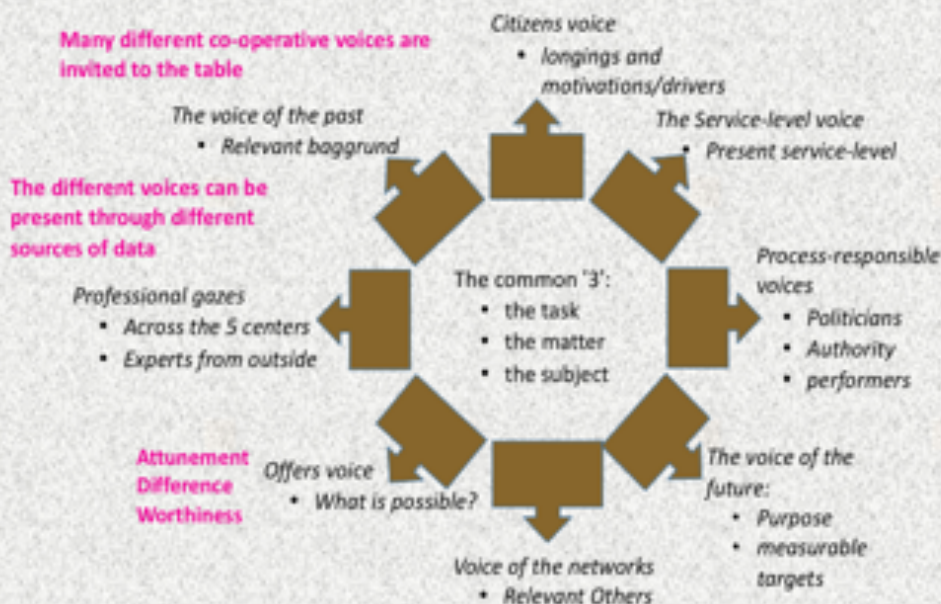 Many different co-operative voices are
invited to the table
Citizens voice
▪ longings and
motivations/drivers
The voice of the past
▪ Relevant baggrund
The Service-level voice
▪ Present service-level
The different voices can be
present through different
sources of data
Process-responsible
voices
▪ Politicians
▪ Authority
▪ performers
Professional gazes
▪ Across the 5 centers
▪ Experts from outside
The common '3':
▪ the task
▪ the matter
▪ the subject
Attunement
Difference
Worthiness
Offers voice
▪ What is possible?
The voice of the
future:
▪ Purpose
▪ measurable
targets
Voice of the networks
▪ Relevant Others